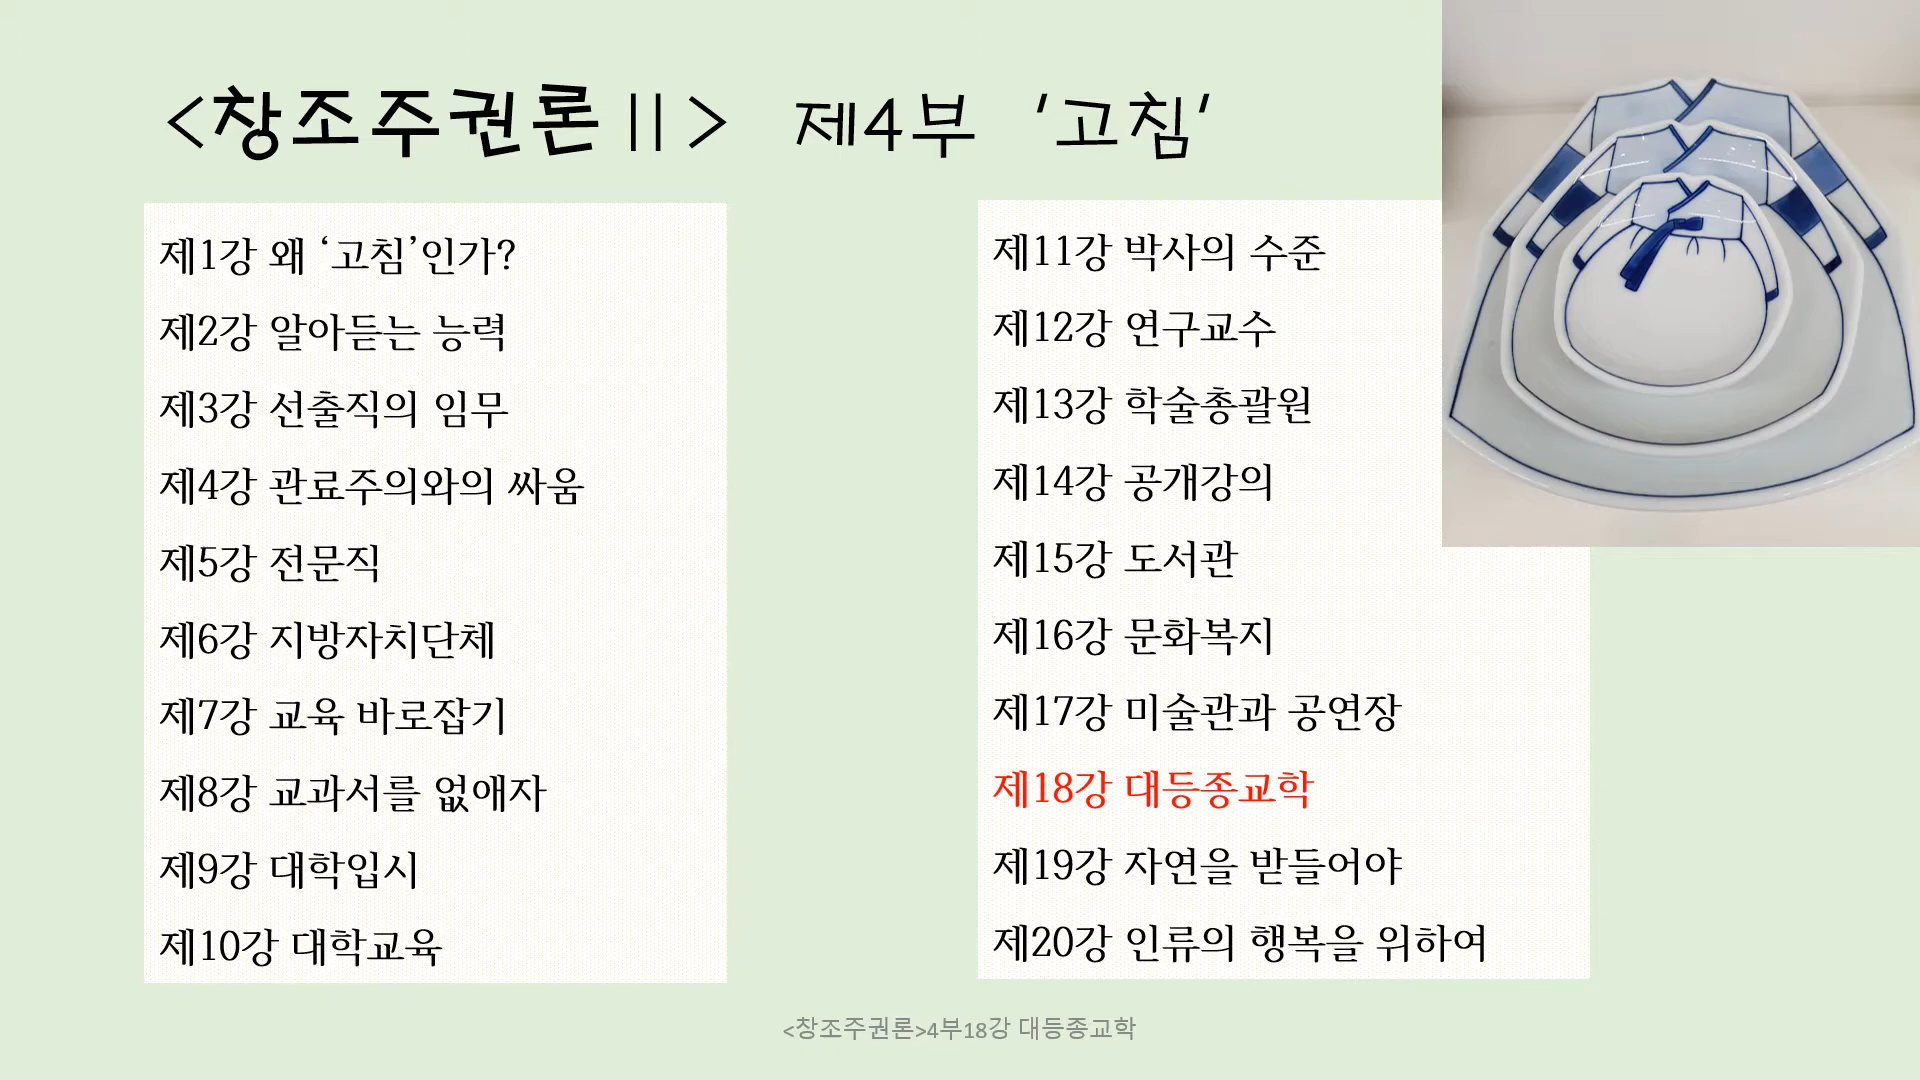 <창조주권론 II> 제4부 ‘고침’
제1강 왜 ‘고침’인가?
제2강 알아듣는 능력
제3강 선출직의 임무
제4강 관료주의와의 싸움
제5강 전문직
제6강 지방자치단체
제7강 교육 바로잡기
제8강 교과서를 없애자
제9강 대학입시
제10강 대학교육
제11강 박사의 수준
제12강 연구교수
제13강 학술총괄원
제14강 공개강의
제15강 도서관
제16강 문화복지
제17강 미술관과 공연장
제18강 대등종교학
제19강 자연을 받들어야
제20강 인류의 행복을 위하여
<창조주권론>4부18강 대등종교학